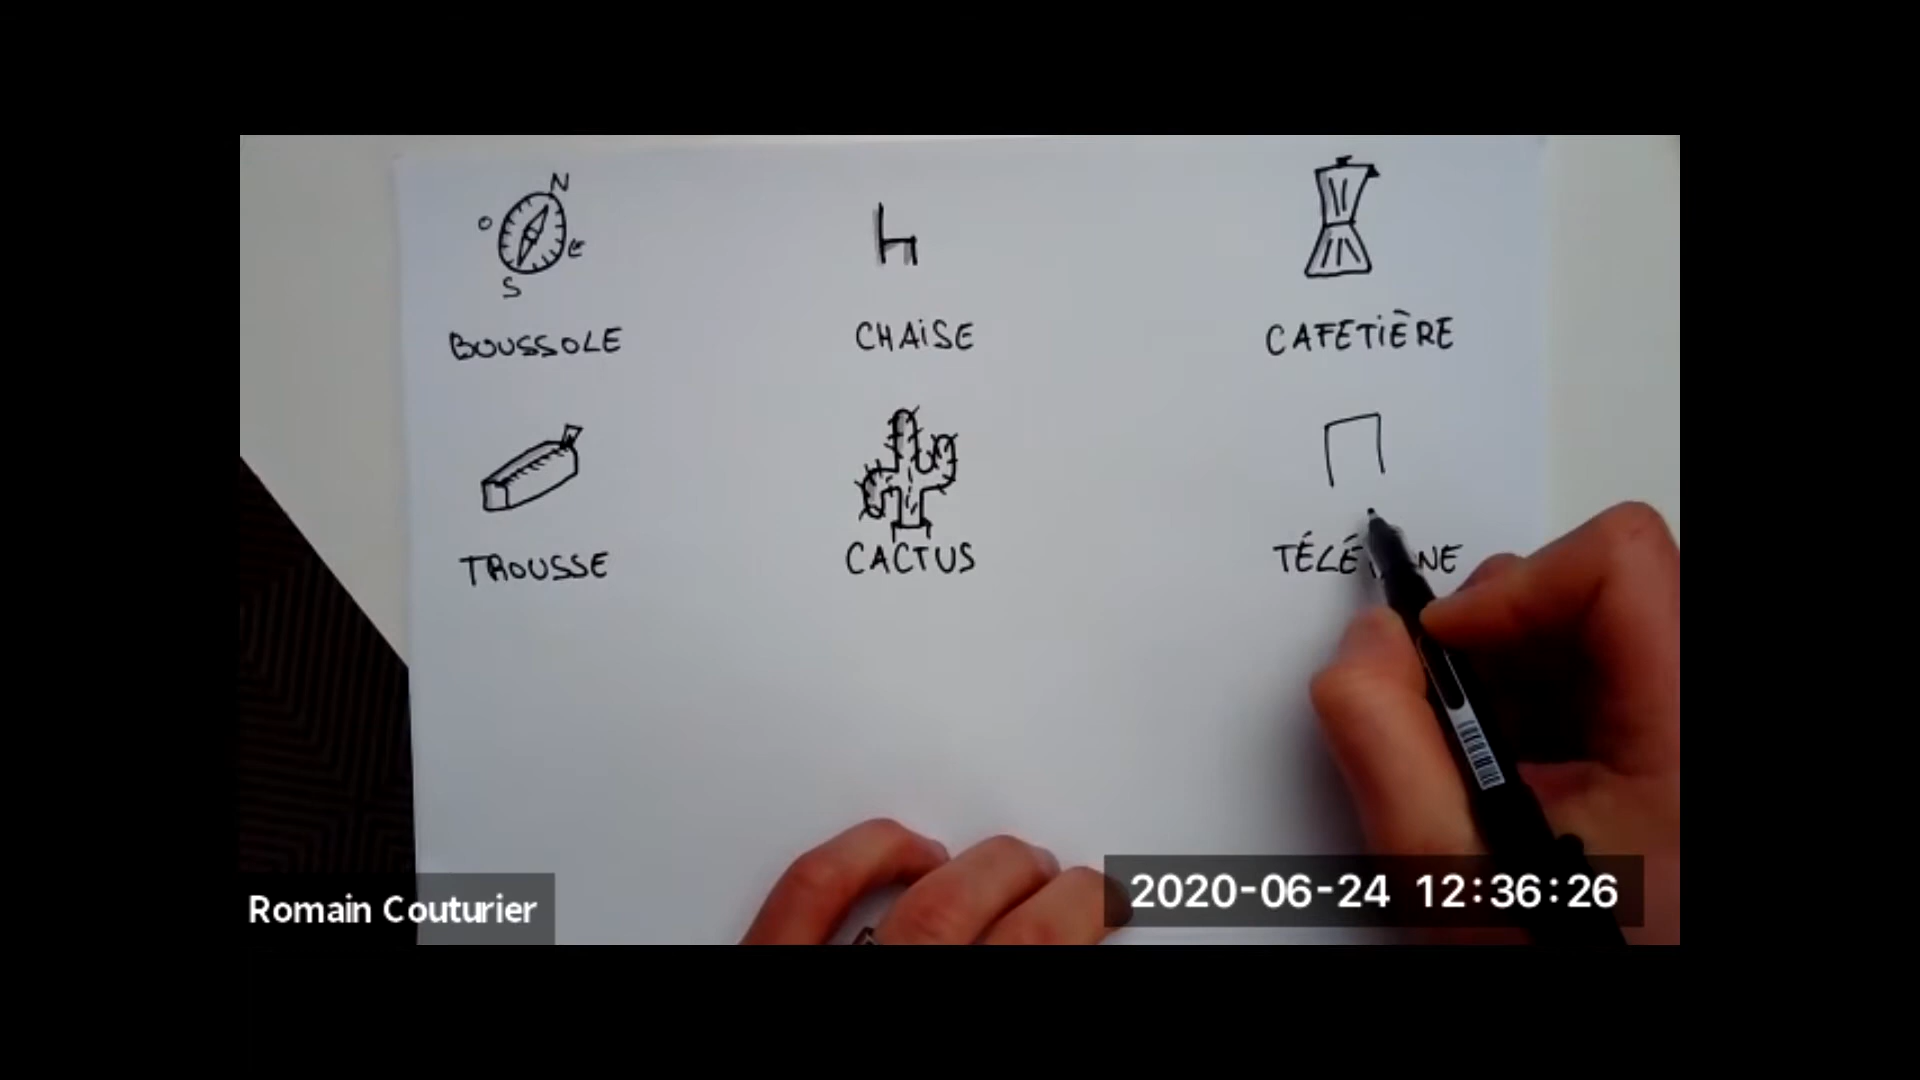 N
O
E
S
BOUSSOLE
CHAISE
CAFETIÈRE
TROUSSE
CACTUS
Romain Couturier
2020-06-24 12:36:26